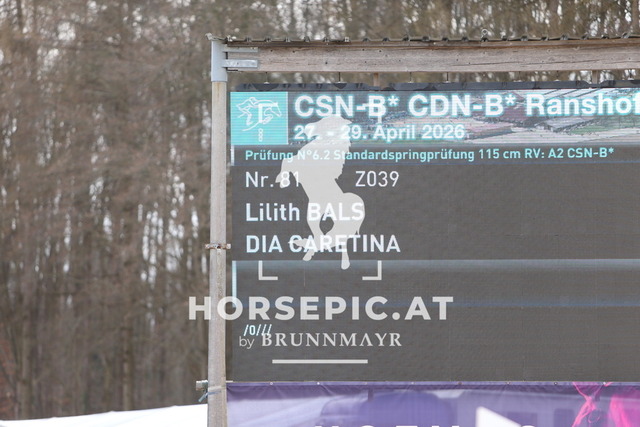 CSN-B* CDN-B* Ranshof
27. - 29. April 2026.
Prüfung N°6.2 Standardspringprüfung 115 cm RV: A2 CSN-B*
Nr. 81 Z039
Lilith BALS
DIA CARETINA
HORSEPIC.AT
/0///
by BRUNNMAYR